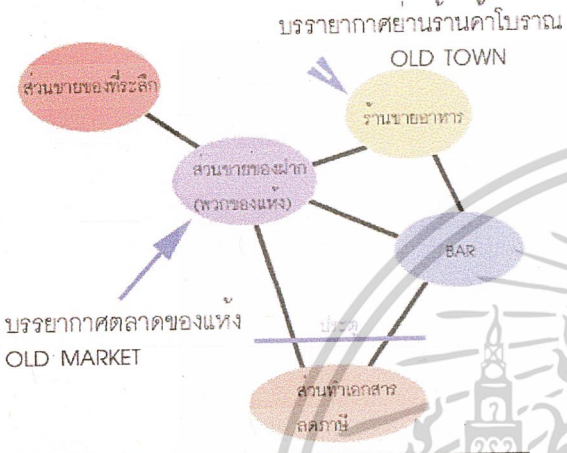 บรรรายากาศย่านร้านค้าโบราณ
OLD TOWN
ส่วนขายของที่ระลึก
ร้านขายอาหาร
ส่วนขายของฝาก
(พวกของแห้ง)
BAR
บรรยากาศตลาดของแห้ง
OLD MARKET
ประตู
ส่วนทำเอกสาร
ลดภาษี